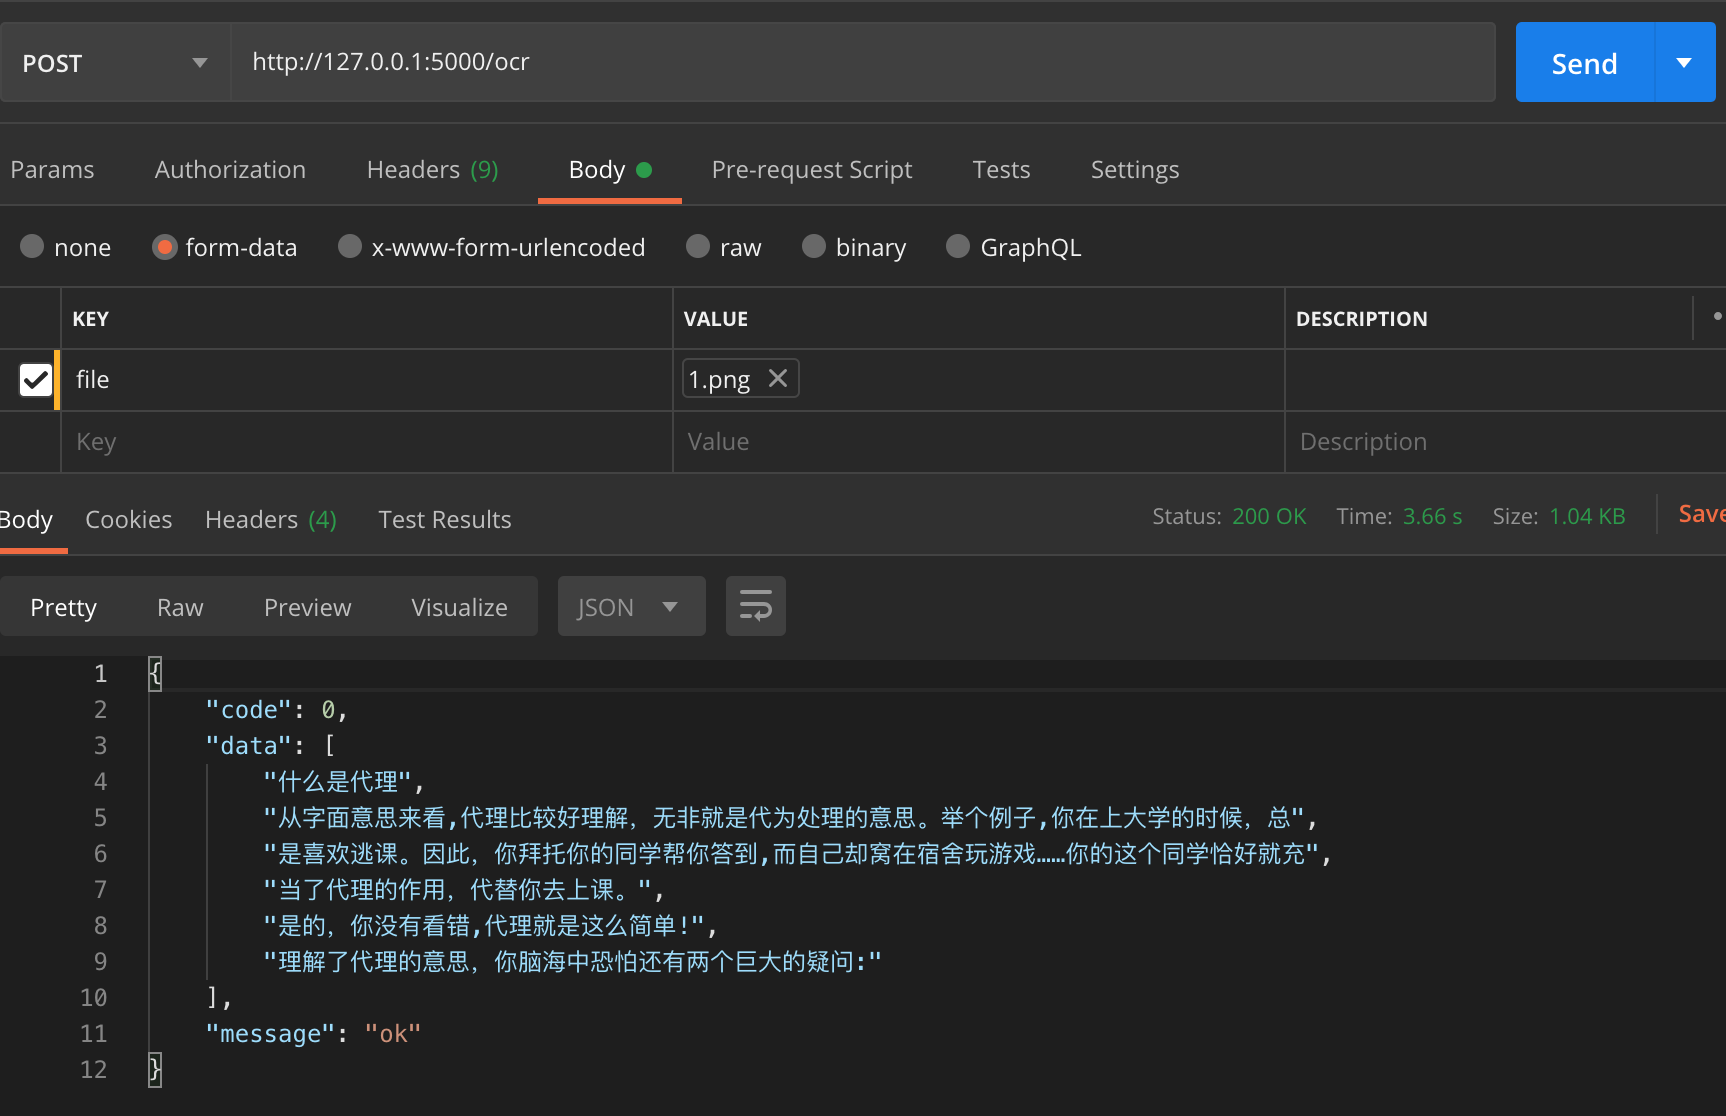 POST http://127.0.0.1:5000/ocr Send
Params Authorization Headers (9) Body Pre-request Script Tests Settings
none form-data x-www-form-urlencoded raw binary GraphQL
KEY VALUE DESCRIPTION
file 1.png
Key Value Description
Body Cookies Headers (4) Test Results Status: 200 OK Time: 3.66 s Size: 1.04 KB Save
Pretty Raw Preview Visualize JSON
1 {
2 "code": 0,
3 "data": [
4 "什么是代理",
5 "从字面意思来看,代理比较好理解，无非就是代为处理的意思。举个例子,你在上大学的时候，总",
6 "是喜欢逃课。因此，你拜托你的同学帮你答到,而自己却窝在宿舍玩游戏……你的这个同学恰好就充",
7 "当了代理的作用，代替你去上课。",
8 "是的，你没有看错,代理就是这么简单!",
9 "理解了代理的意思，你脑海中恐怕还有两个巨大的疑问:"
10 ],
11 "message": "ok"
12 }